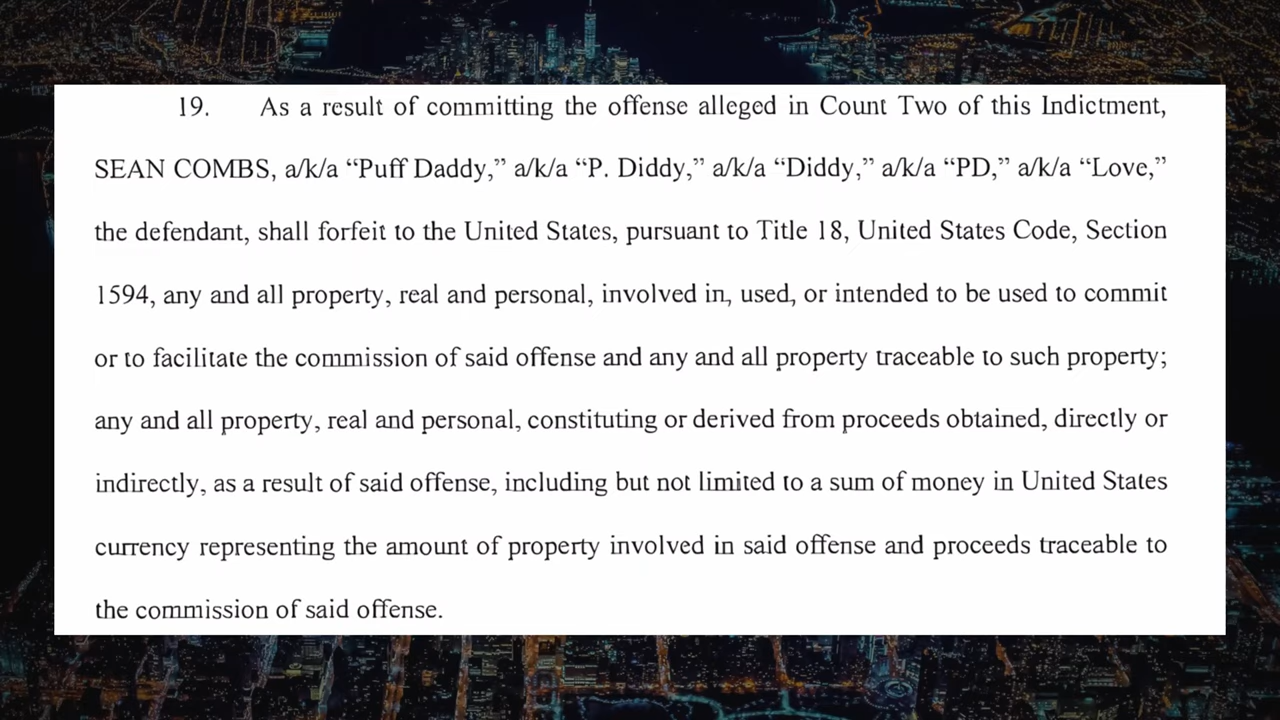 19. As a result of committing the offense alleged in Count Two of this Indictment,
SEAN COMBS, a/k/a “Puff Daddy,” a/k/a “P. Diddy,” a/k/a “Diddy,” a/k/a “PD,” a/k/a “Love,”
the defendant, shall forfeit to the United States, pursuant to Title 18, United States Code, Section
1594, any and all property, real and personal, involved in, used, or intended to be used to commit
or to facilitate the commission of said offense and any and all property traceable to such property;
any and all property, real and personal, constituting or derived from proceeds obtained, directly or
indirectly, as a result of said offense, including but not limited to a sum of money in United States
currency representing the amount of property involved in said offense and proceeds traceable to
the commission of said offense.